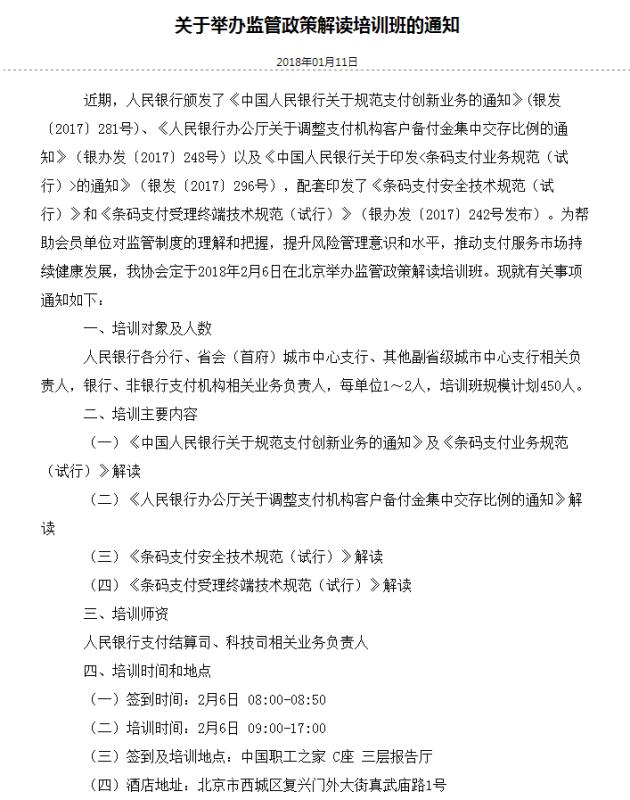 关于举办监管政策解读培训班的通知
2018年01月11日
近期，人民银行颁发了《中国人民银行关于规范支付创新业务的通知》(银发
〔2017〕281号)、《人民银行办公厅关于调整支付机构客户备付金集中交存比例的通
知》（银办发〔2017〕248号）以及《中国人民银行关于印发<条码支付业务规范（试
行）>的通知》（银发〔2017〕296号），配套印发了《条码支付安全技术规范（试
行）》和《条码支付受理终端技术规范（试行）》（银办发〔2017〕242号发布）。为帮
助会员单位对监管制度的理解和把握，提升风险管理意识和水平，推动支付服务市场持
续健康发展，我协会定于2018年2月6日在北京举办监管政策解读培训班。现就有关事项
通知如下：
一、培训对象及人数
人民银行各分行、省会（首府）城市中心支行、其他副省级城市中心支行相关负
责人，银行、非银行支付机构相关业务负责人，每单位1～2人，培训班规模计划450人。
二、培训主要内容
（一）《中国人民银行关于规范支付创新业务的通知》及《条码支付业务规范
（试行）》解读
（二）《人民银行办公厅关于调整支付机构客户备付金集中交存比例的通知》解
读
（三）《条码支付安全技术规范（试行）》解读
（四）《条码支付受理终端技术规范（试行）》解读
三、培训师资
人民银行支付结算司、科技司相关业务负责人
四、培训时间和地点
（一）签到时间：2月6日 08:00-08:50
（二）培训时间：2月6日 09:00-17:00
（三）签到及培训地点：中国职工之家 C座 三层报告厅
（四）酒店地址：北京市西城区复兴门外大街真武庙路1号